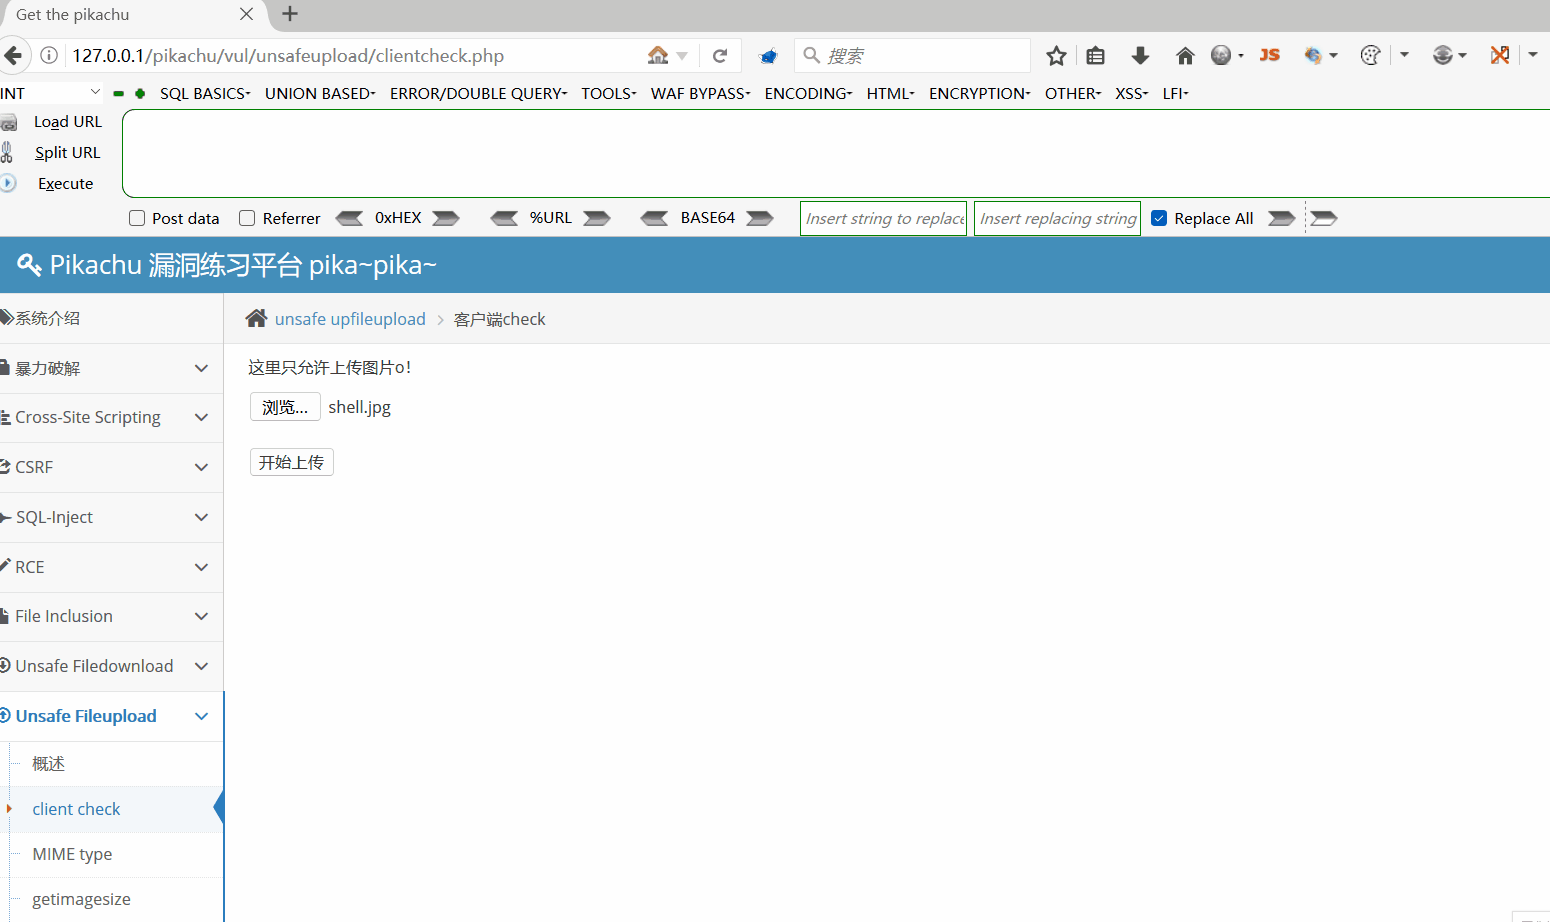 Get the pikachu
127.0.0.1/pikachu/vul/unsafeupload/clientcheck.php
搜索
JS
INT
SQL BASICS
UNION BASED
ERROR/DOUBLE QUERY
TOOLS
WAF BYPASS
ENCODING
HTML
ENCRYPTION
OTHER
XSS
LFI
Load URL
Split URL
Execute
Post data
Referrer
0xHEX
%URL
BASE64
Insert string to replace
Insert replacing string
Replace All
Pikachu 漏洞练习平台 pika~pika~
系统介绍
暴力破解
Cross-Site Scripting
CSRF
SQL-Inject
RCE
File Inclusion
Unsafe Filedownload
Unsafe Fileupload
概述
client check
MIME type
getimagesize
unsafe upfileupload
客户端check
这里只允许上传图片o!
浏览... shell.jpg
开始上传